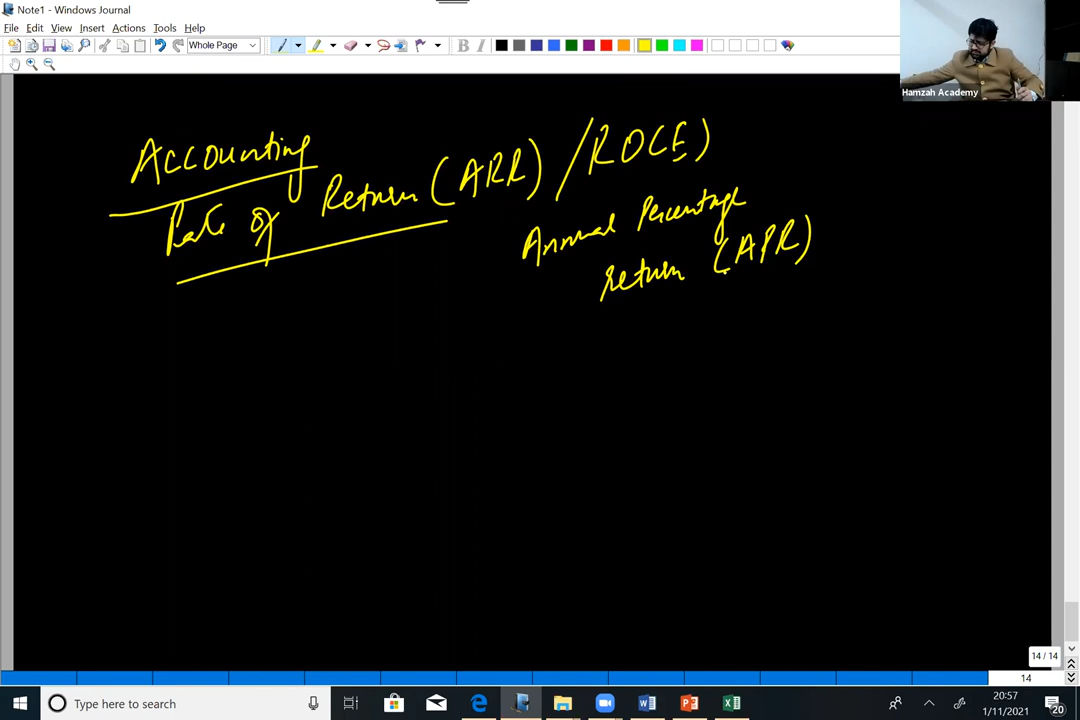 Note1 - Windows Journal
File Edit View Insert Actions Tools Help
Whole Page
B I
Hamzah Academy
Accounting
Rate of Return (ARR) / ROCE)
Annual Percentage
return (APR)
14 / 14
14
Type here to search
20:57
1/11/2021
20